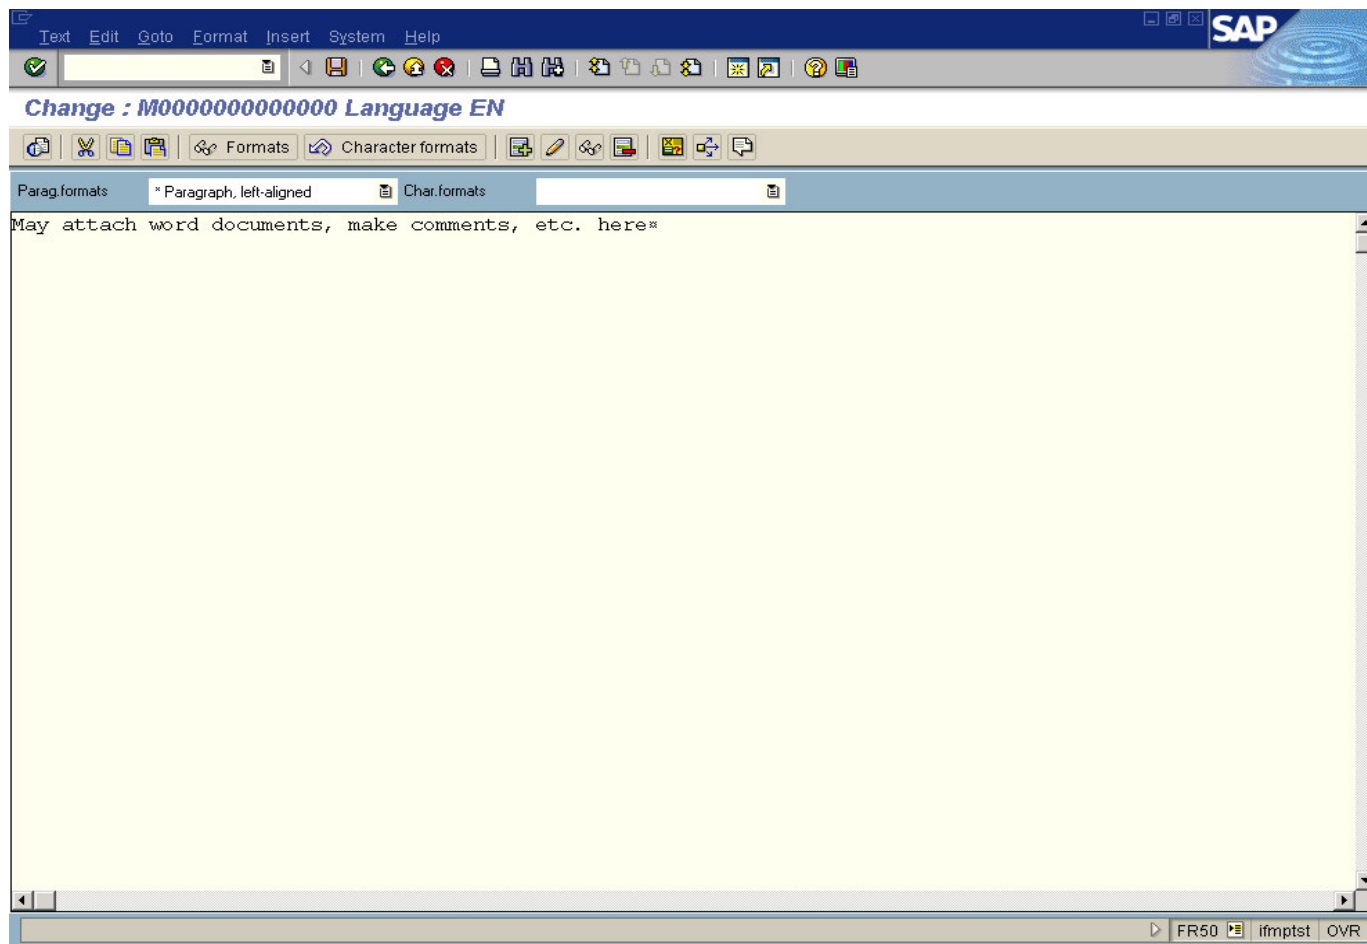 Text Edit Goto Format Insert System Help
SAP
Change : M0000000000000 Language EN
Formats Character formats
Parag.formats * Paragraph, left-aligned Char.formats
May attach word documents, make comments, etc. here¤
FR50 ifmptst OVR